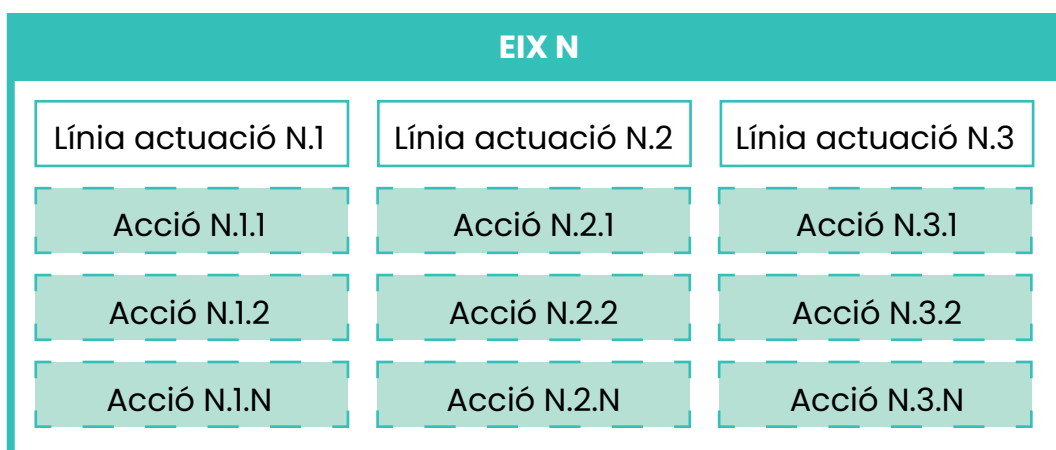 EIX N
Línia actuació N.1
Línia actuació N.2
Línia actuació N.3
Acció N.1.1
Acció N.2.1
Acció N.3.1
Acció N.1.2
Acció N.2.2
Acció N.3.2
Acció N.1.N
Acció N.2.N
Acció N.3.N